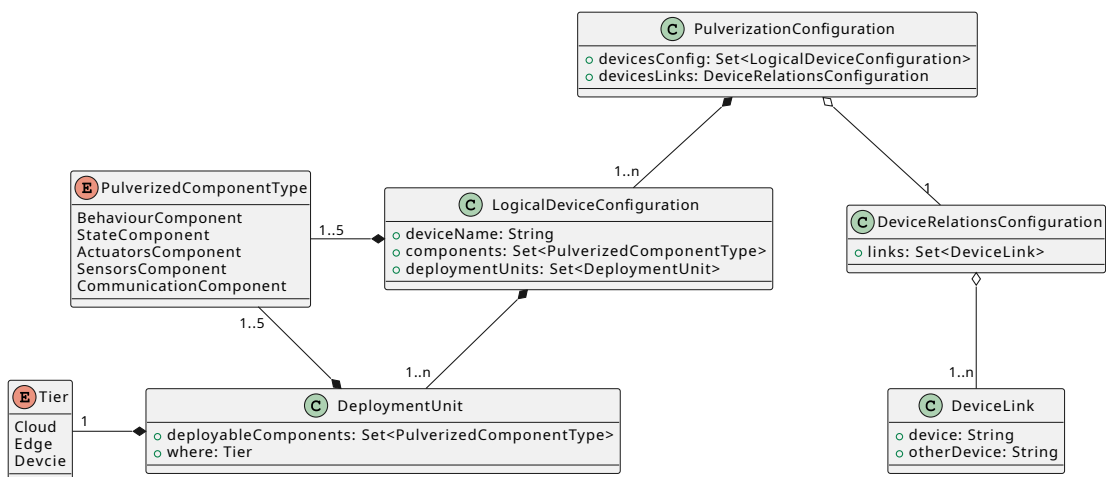 C PulverizationConfiguration
devicesConfig: Set<LogicalDeviceConfiguration>
devicesLinks: DeviceRelationsConfiguration
1..n
1
E PulverizedComponentType
BehaviourComponent
StateComponent
ActuatorsComponent
SensorsComponent
CommunicationComponent
1..5
C LogicalDeviceConfiguration
deviceName: String
components: Set<PulverizedComponentType>
deploymentUnits: Set<DeploymentUnit>
C DeviceRelationsConfiguration
links: Set<DeviceLink>
1..5
1..n
1..n
E Tier
Cloud
Edge
Devcie
1
C DeploymentUnit
deployableComponents: Set<PulverizedComponentType>
where: Tier
C DeviceLink
device: String
otherDevice: String